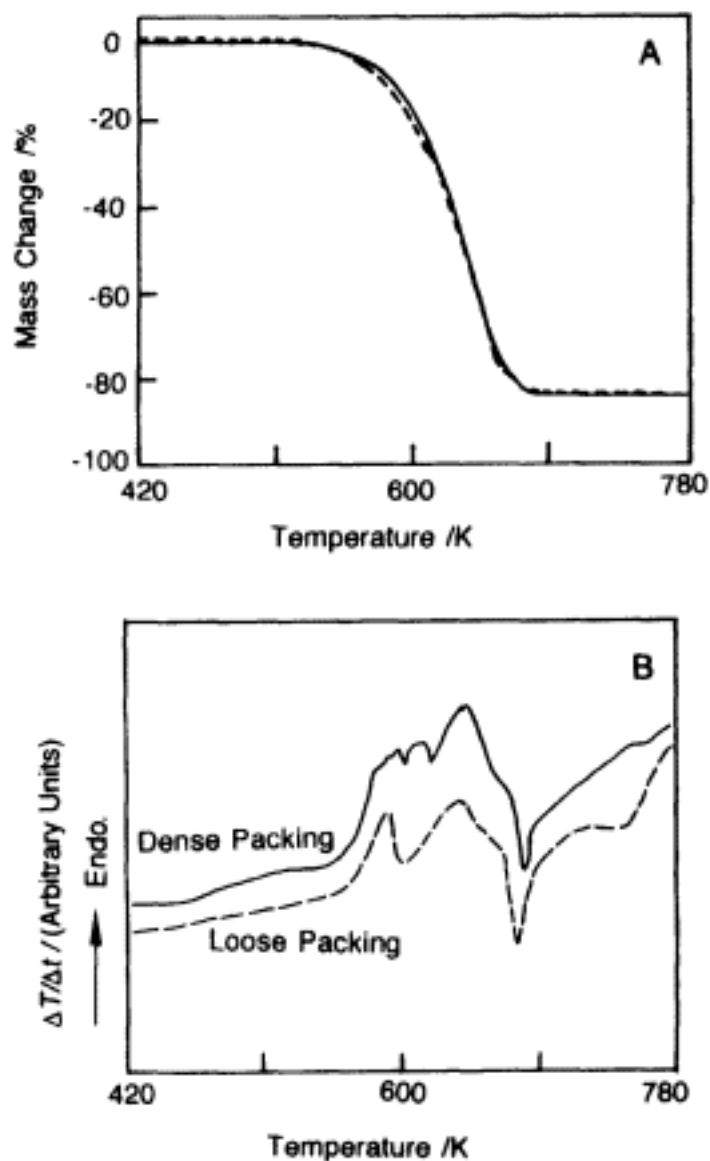 A
0
-20
-40
-60
-80
-100
Mass Change /%
420
600
780
Temperature /K
B
ΔT/Δt /(Arbitrary Units)
Endo.
Dense Packing
Loose Packing
420
600
780
Temperature /K